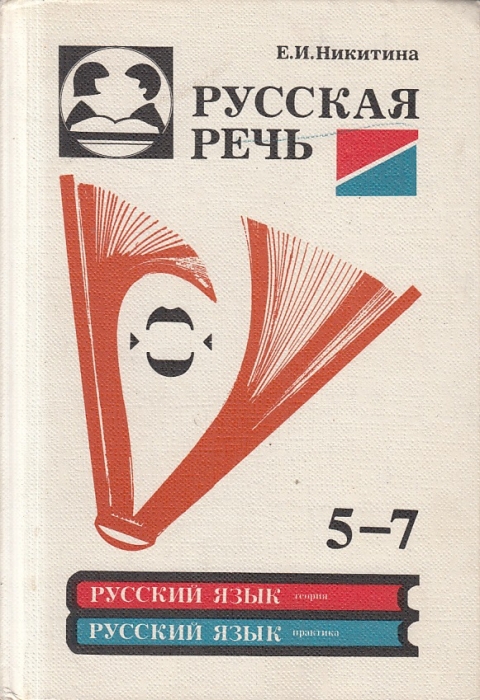 Е.И.Никитина
РУССКАЯ
РЕЧЬ
5–7
РУССКИЙ ЯЗЫК теория
РУССКИЙ ЯЗЫК практика